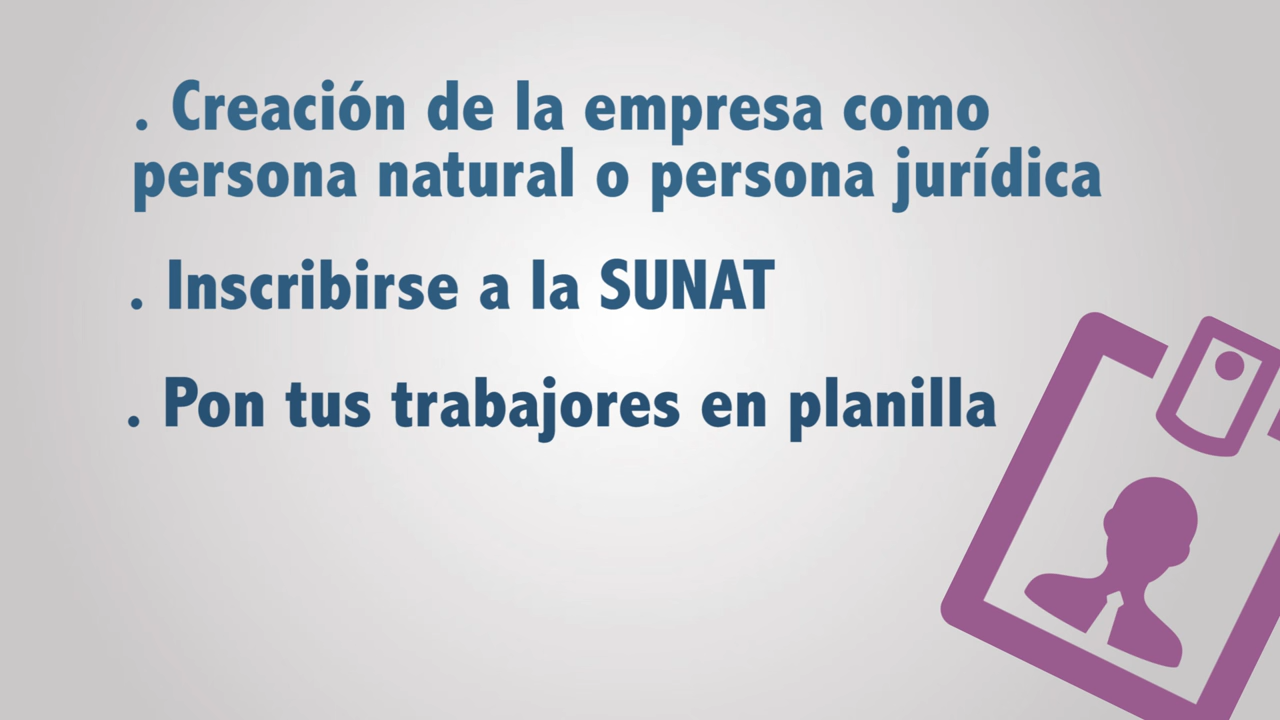 . Creación de la empresa como
persona natural o persona jurídica
. Inscribirse a la SUNAT
. Pon tus trabajores en planilla